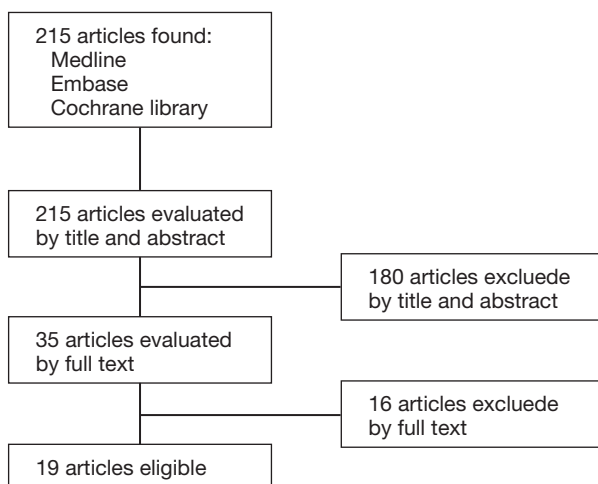 215 articles found:
Medline
Embase
Cochrane library
215 articles evaluated
by title and abstract
180 articles excluede
by title and abstract
35 articles evaluated
by full text
16 articles excluede
by full text
19 articles eligible